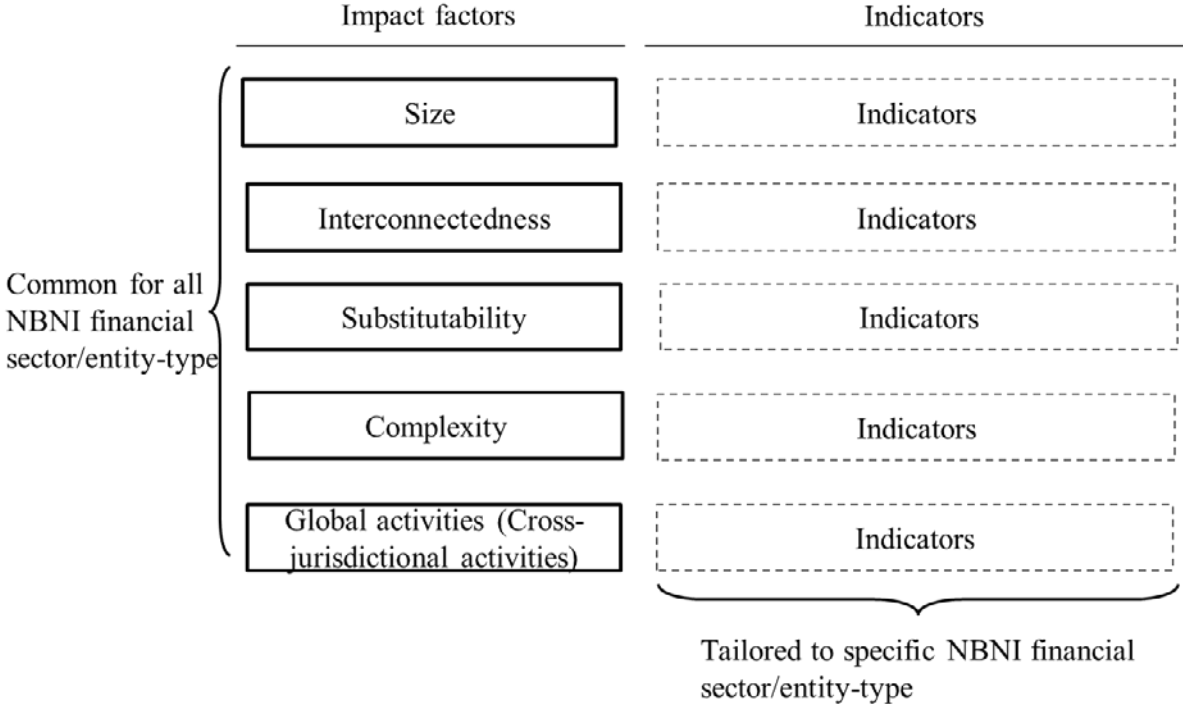 Impact factors
Indicators
Size
Indicators
Interconnectedness
Indicators
Common for all
NBNI financial
sector/entity-type
Substitutability
Indicators
Complexity
Indicators
Global activities (Cross-
jurisdictional activities)
Indicators
Tailored to specific NBNI financial
sector/entity-type